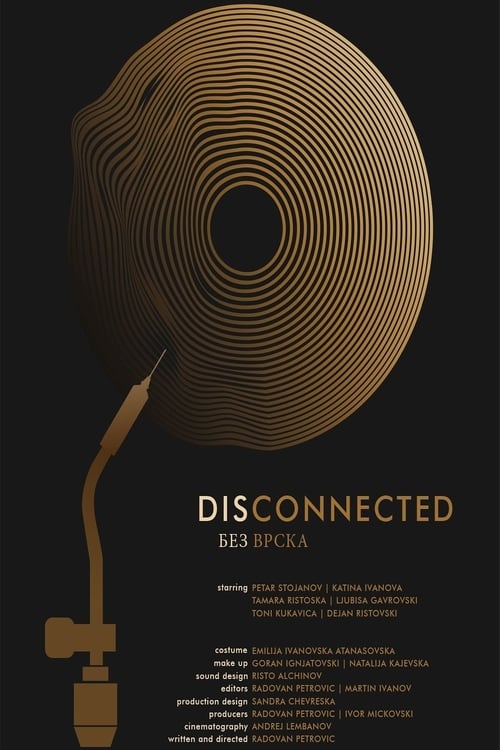 DISCONNECTED
БЕЗ ВРСКА
starring PETAR STOJANOV | KATINA IVANOVA
TAMARA RISTOSKA | LJUBISA GAVROVSKI
TONI KUKAVICA | DEJAN RISTOVSKI
costume EMILIJA IVANOVSKA ATANASOVSKA
make up GORAN IGNJATOVSKI | NATALIJA KAJEVSKA
sound design RISTO ALCHINOV
editors RADOVAN PETROVIC | MARTIN IVANOV
production design SANDRA CHEVRESKA
producers RADOVAN PETROVIC | IVOR MICKOVSKI
cinematography ANDREJ LEMBANOV
written and directed RADOVAN PETROVIC